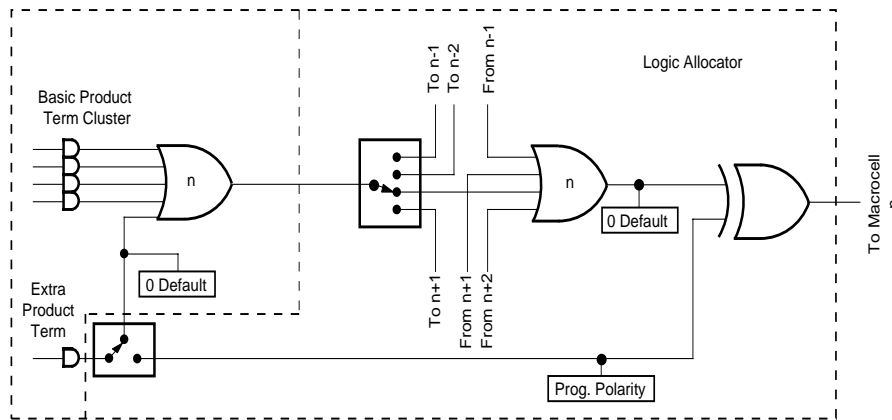 To n-1
To n-2
From n-1
Logic Allocator
Basic Product
Term Cluster
n
n
0 Default
To Macrocell
n
0 Default
Extra
Product
Term
To n+1
From n+1
From n+2
Prog. Polarity